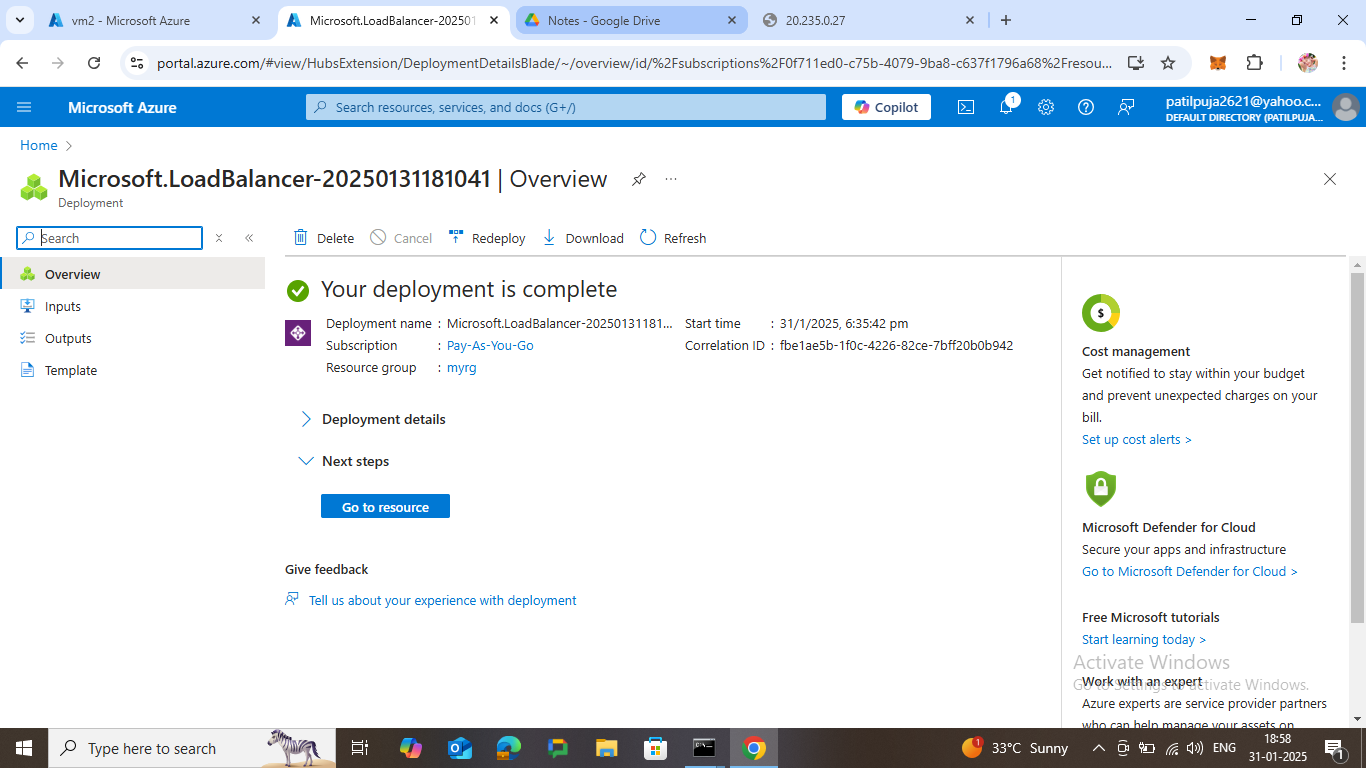 vm2 - Microsoft Azure
Microsoft.LoadBalancer-202501
Notes - Google Drive
20.235.0.27
portal.azure.com/#view/HubsExtension/DeploymentDetailsBlade/~/overview/id/%2Fsubscriptions%2F0f711ed0-c75b-4079-9ba8-c637f1796a68%2Fresou...
Microsoft Azure
Search resources, services, and docs (G+/)
Copilot
1
patilpuja2621@yahoo.c...
DEFAULT DIRECTORY (PATILPUJA...
Home
Microsoft.LoadBalancer-20250131181041 | Overview
...
Deployment
Search
Delete
Cancel
Redeploy
Download
Refresh
Overview
Inputs
Outputs
Template
Your deployment is complete
Deployment name : Microsoft.LoadBalancer-20250131181...
Subscription : Pay-As-You-Go
Resource group : myrg
Start time : 31/1/2025, 6:35:42 pm
Correlation ID : fbe1ae5b-1f0c-4226-82ce-7bff20b0b942
Deployment details
Next steps
Go to resource
Give feedback
Tell us about your experience with deployment
$
Cost management
Get notified to stay within your budget
and prevent unexpected charges on your
bill.
Set up cost alerts >
Microsoft Defender for Cloud
Secure your apps and infrastructure
Go to Microsoft Defender for Cloud >
Free Microsoft tutorials
Start learning today >
Activate Windows
Go to Settings to activate Windows.
Work with an expert
Azure experts are service provider partners
who can help manage your assets on
Type here to search
1
33°C Sunny
ENG
18:58
31-01-2025
1